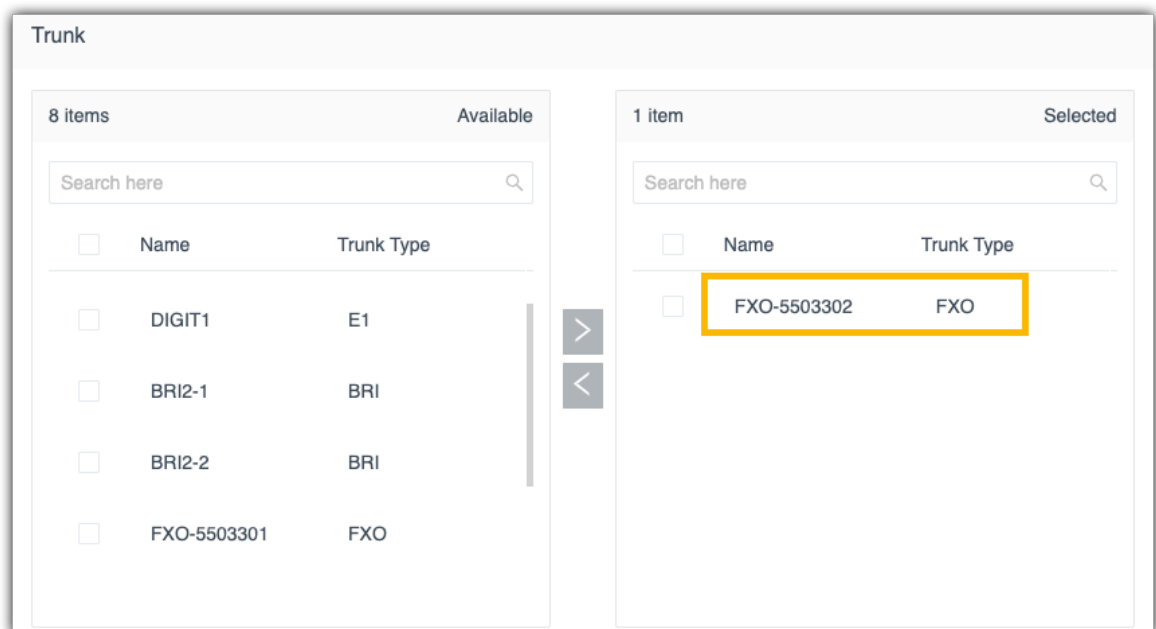 Trunk
8 items Available
Search here
Name Trunk Type
DIGIT1 E1
BRI2-1 BRI
BRI2-2 BRI
FXO-5503301 FXO
1 item Selected
Search here
Name Trunk Type
FXO-5503302 FXO